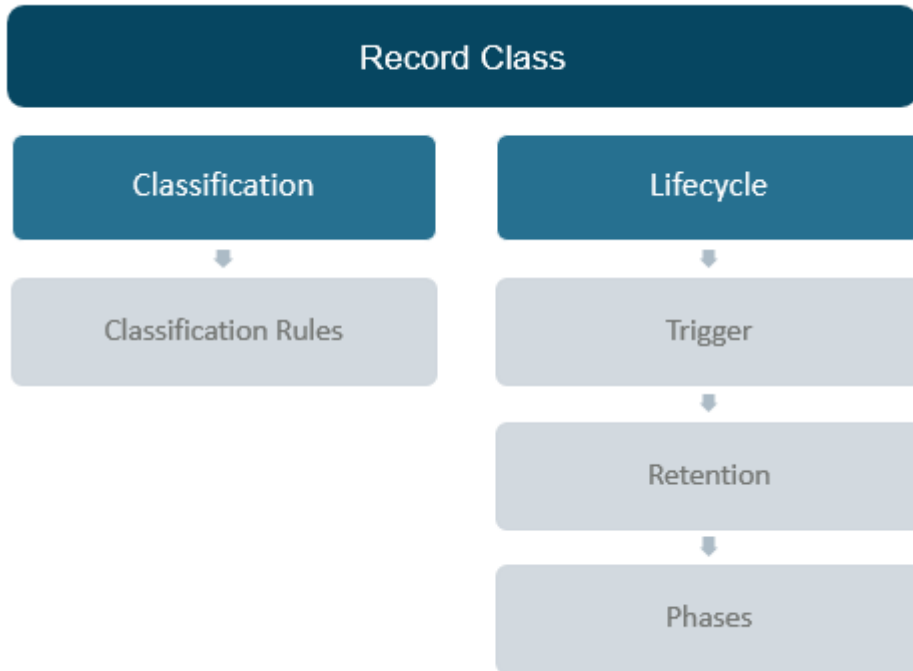 Record Class
Classification
Lifecycle
Classification Rules
Trigger
Retention
Phases